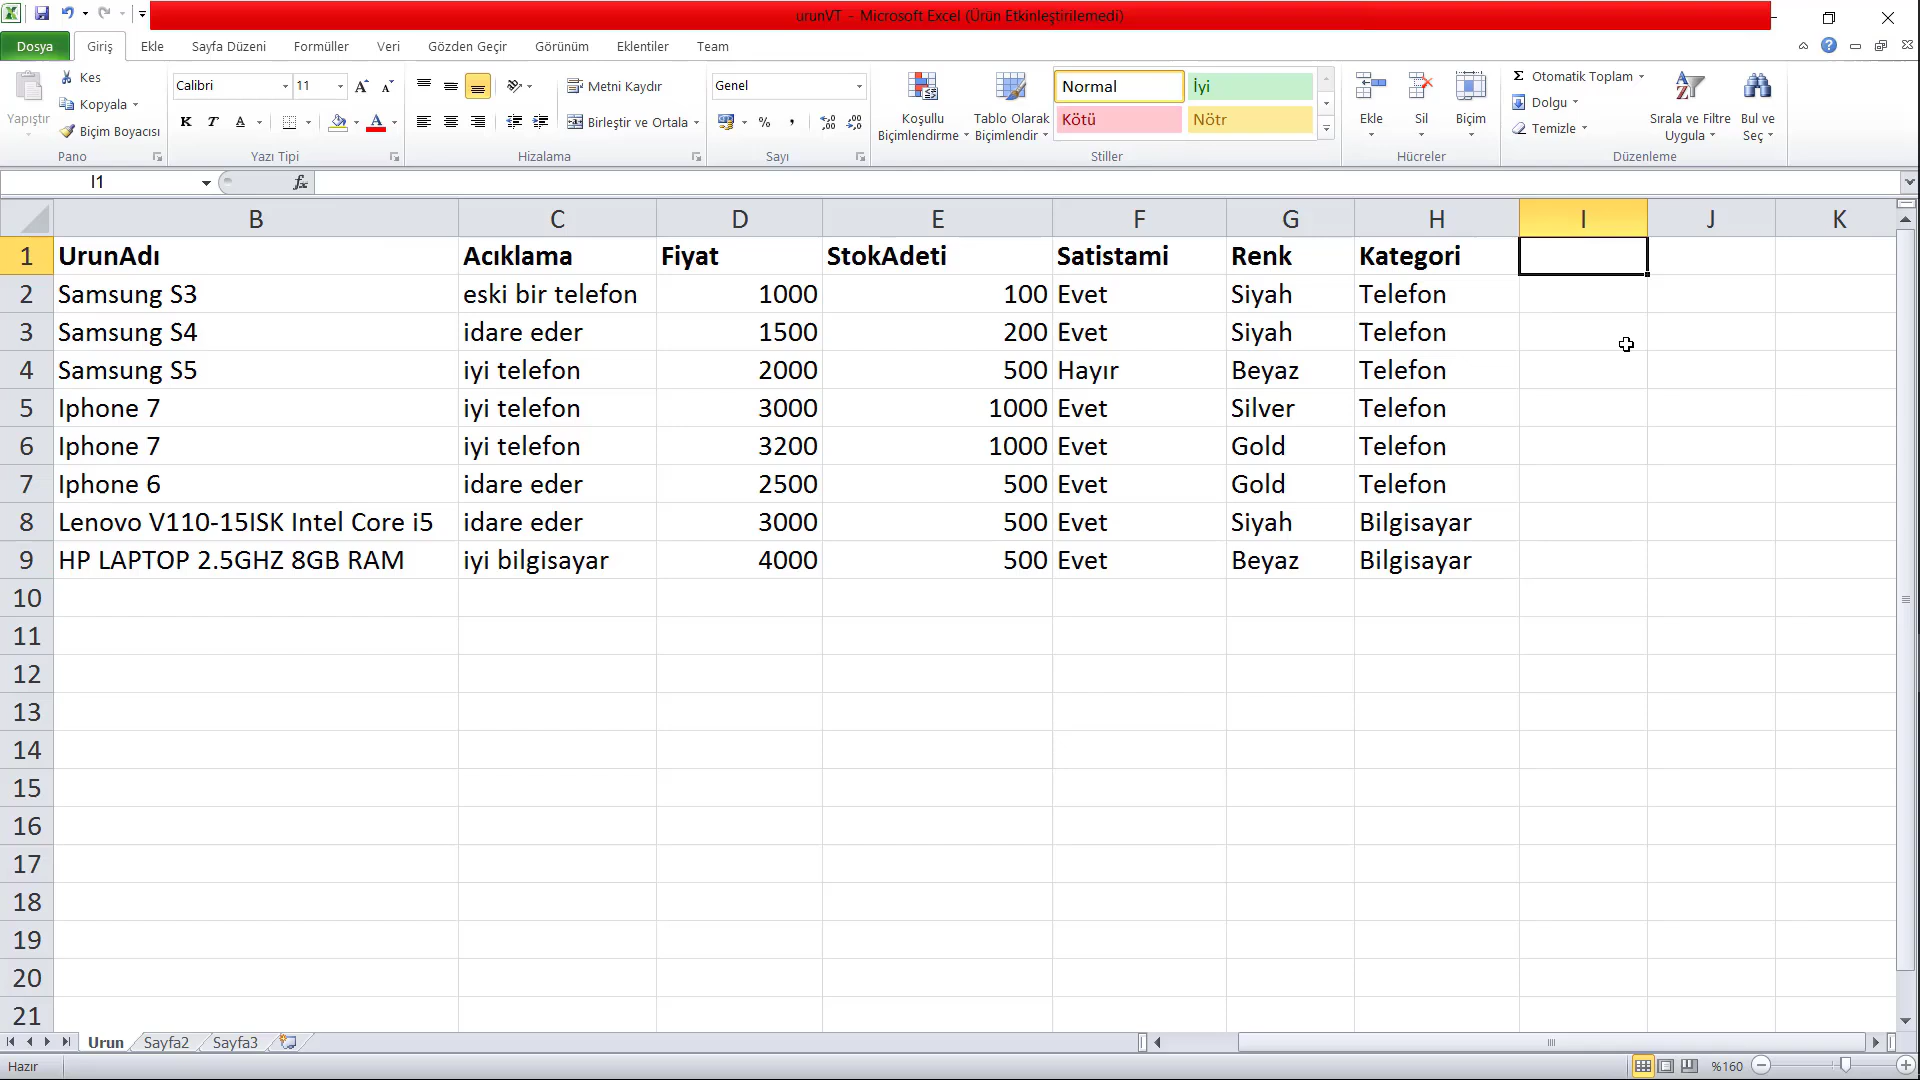 urunVT - Microsoft Excel (Ürün Etkinleştirilemedi)
Dosya Giriş Ekle Sayfa Düzeni Formüller Veri Gözden Geçir Görünüm Eklentiler Team
Yapıştır
Kes
Kopyala
Biçim Boyacısı
Pano
Calibri 11
K T A
Yazı Tipi
Metni Kaydır
Birleştir ve Ortala
Hizalama
Genel
%
Sayı
Koşullu Biçimlendirme
Tablo Olarak Biçimlendir
Normal İyi
Kötü Nötr
Stiller
Ekle Sil Biçim
Hücreler
Σ Otomatik Toplam
Dolgu
Temizle
Sırala ve Filtre Uygula
Bul ve Seç
Düzenleme
I1 fx
B C D E F G H I J K
1 UrunAdı Acıklama Fiyat StokAdeti Satistami Renk Kategori
2 Samsung S3 eski bir telefon 1000 100 Evet Siyah Telefon
3 Samsung S4 idare eder 1500 200 Evet Siyah Telefon
4 Samsung S5 iyi telefon 2000 500 Hayır Beyaz Telefon
5 Iphone 7 iyi telefon 3000 1000 Evet Silver Telefon
6 Iphone 7 iyi telefon 3200 1000 Evet Gold Telefon
7 Iphone 6 idare eder 2500 500 Evet Gold Telefon
8 Lenovo V110-15ISK Intel Core i5 idare eder 3000 500 Evet Siyah Bilgisayar
9 HP LAPTOP 2.5GHZ 8GB RAM iyi bilgisayar 4000 500 Evet Beyaz Bilgisayar
10
11
12
13
14
15
16
17
18
19
20
21
Urun Sayfa2 Sayfa3
Hazır %160